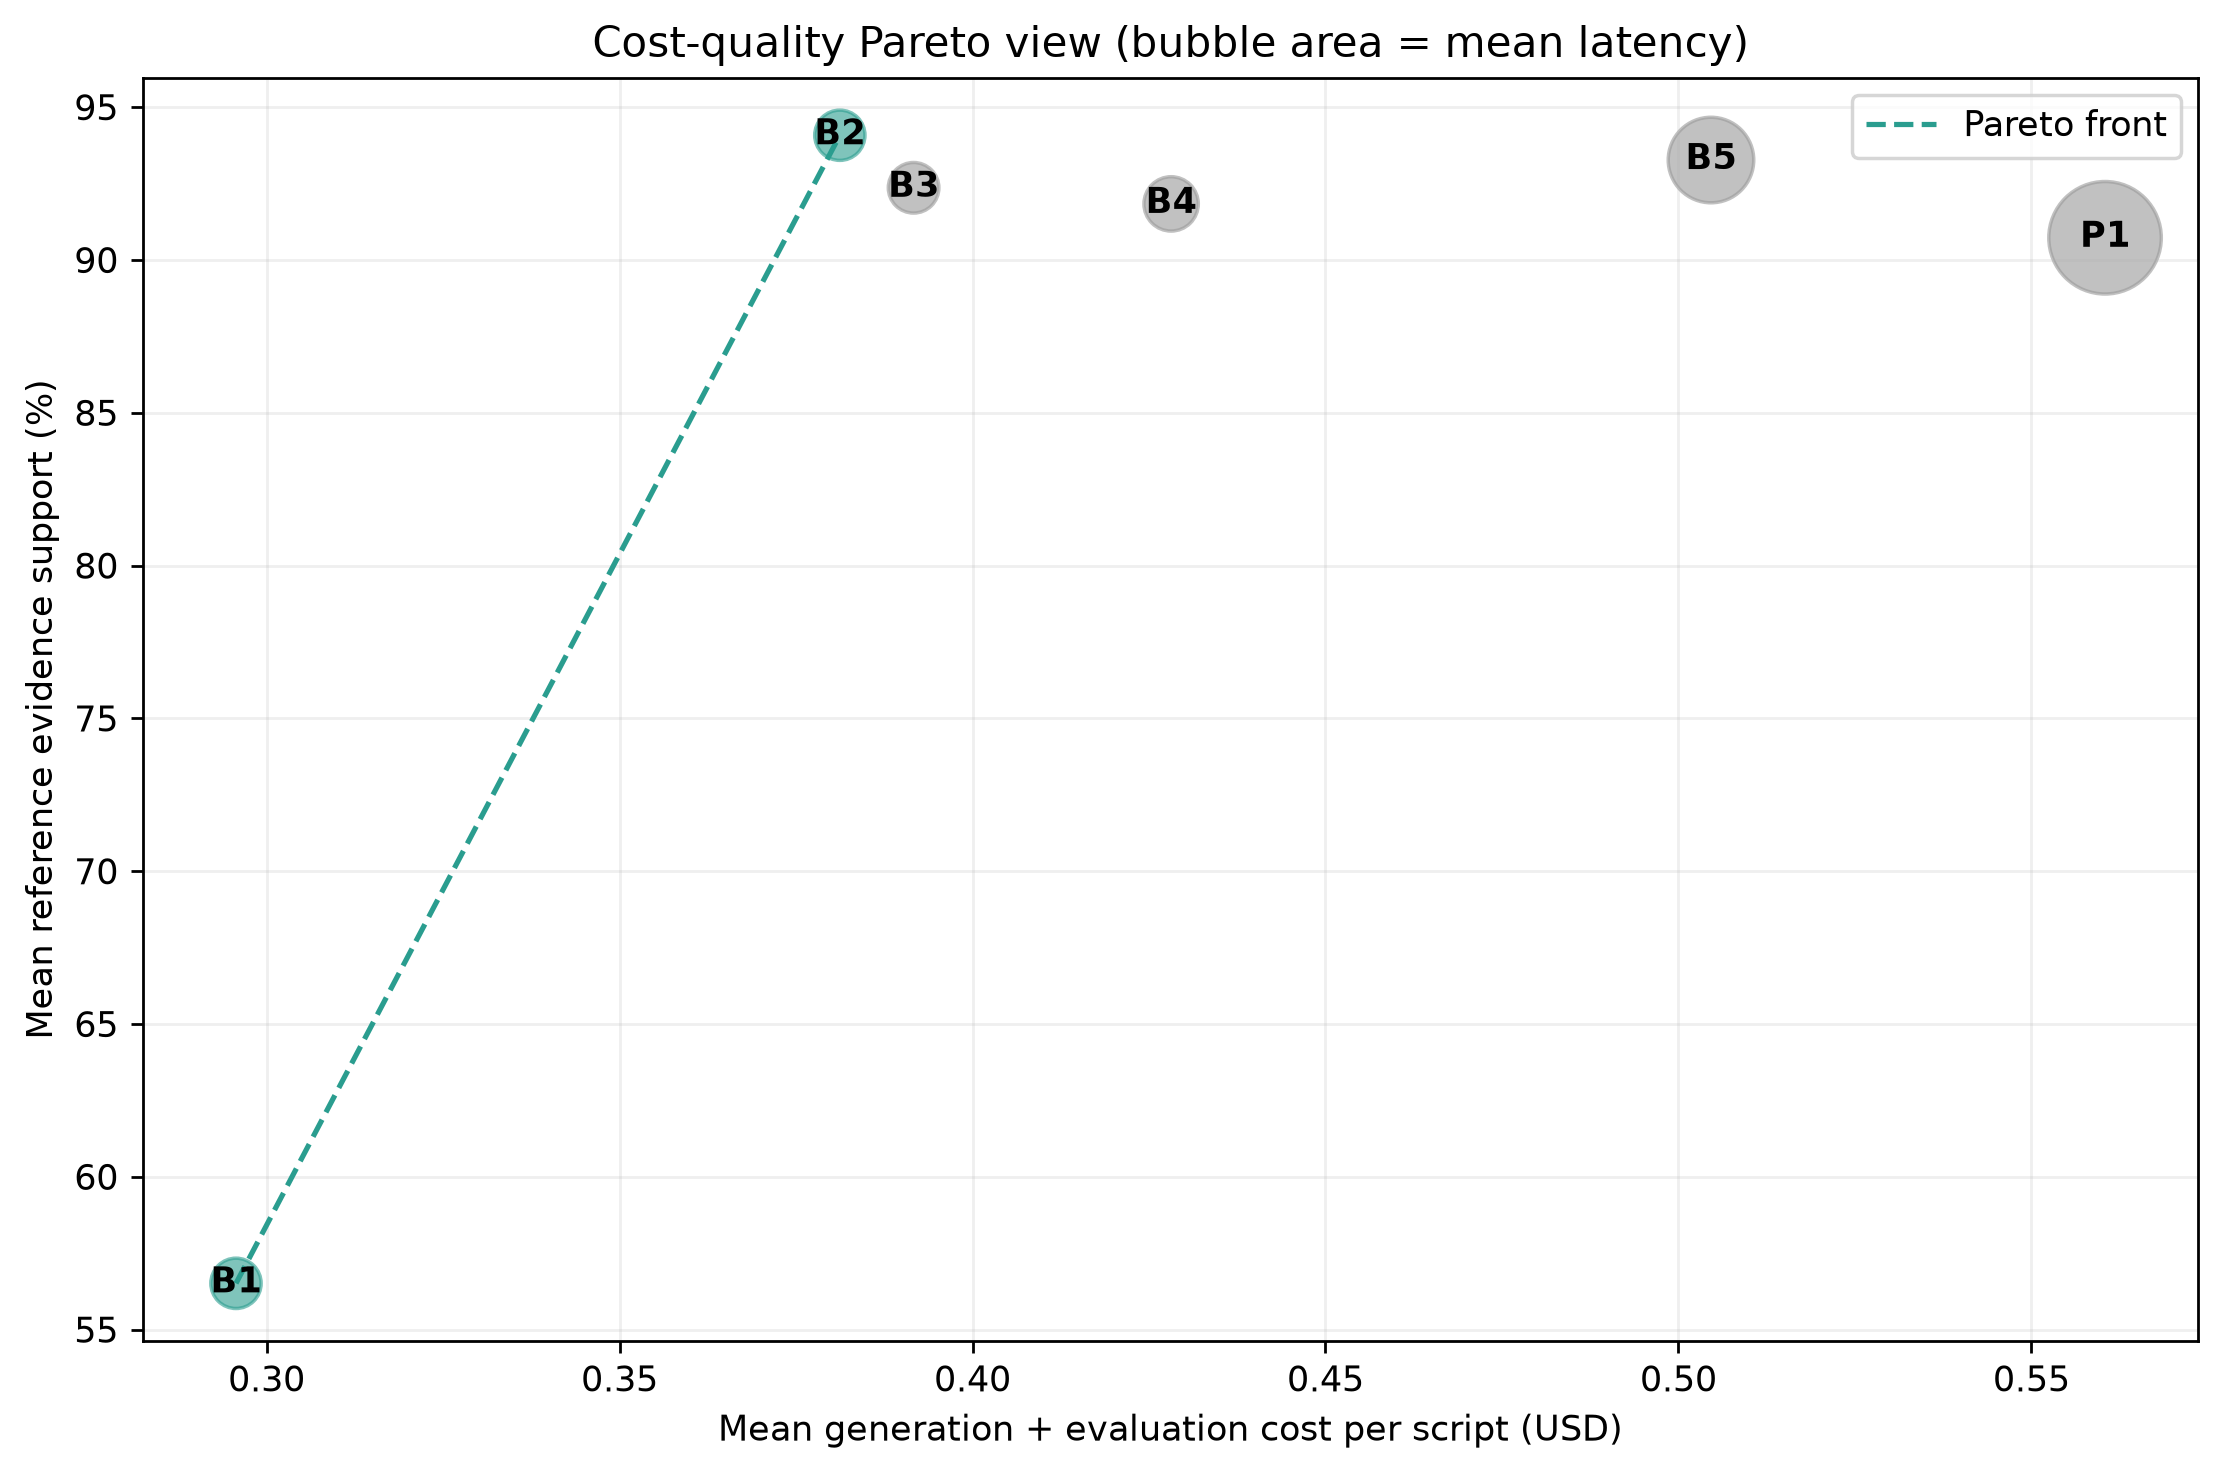 Cost-quality Pareto view (bubble area = mean latency)
Pareto front
B2
B3
B4
B5
P1
B1
Mean reference evidence support (%)
95
90
85
80
75
70
65
60
55
0.30 0.35 0.40 0.45 0.50 0.55
Mean generation + evaluation cost per script (USD)